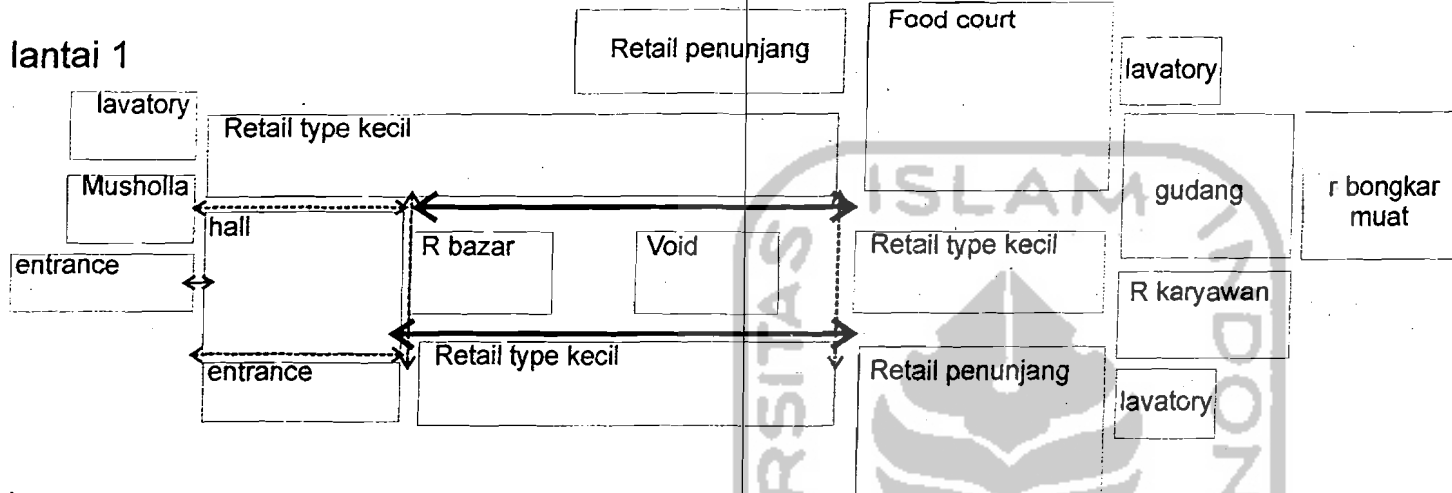 Food court
Retail penunjang
lantai 1
lavatory
lavatory
Retail type kecil
Musholla
gudang
r bongkar
muat
hall
R bazar
Void
Retail type kecil
entrance
R karyawan
Retail type kecil
entrance
Retail penunjang
lavatory
ISLAM